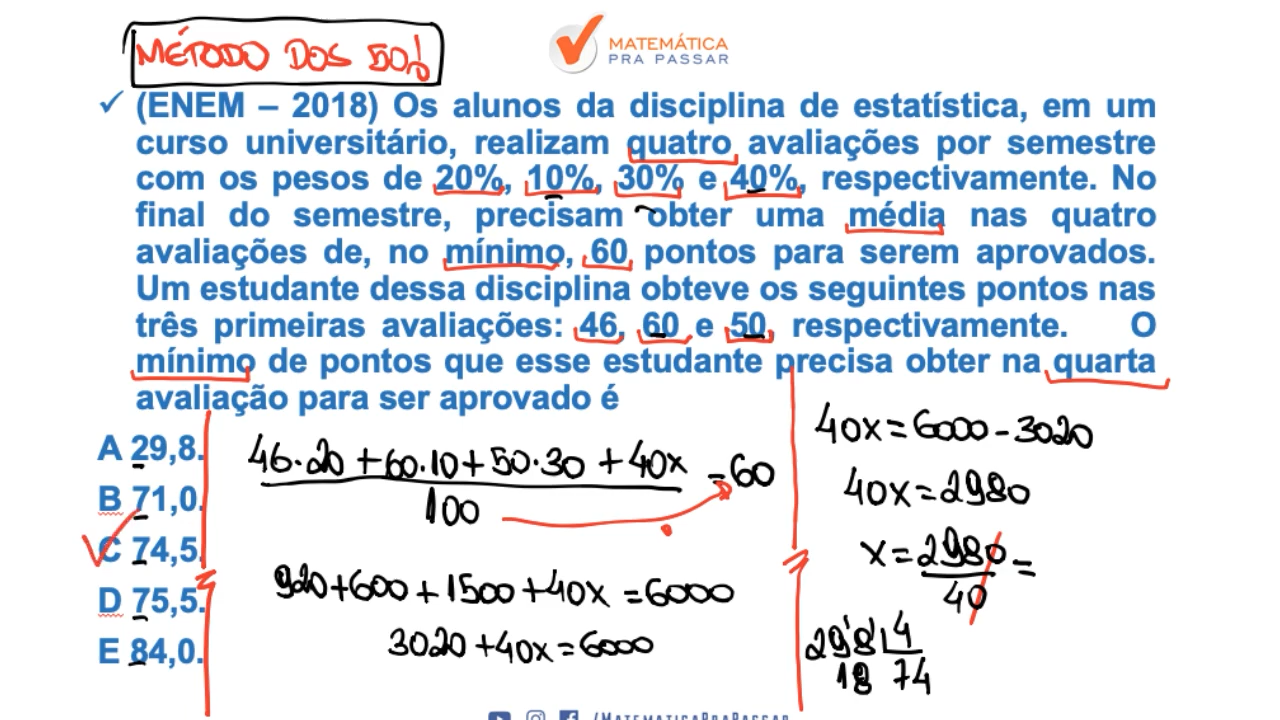 MÉTODO DOS 50!
MATEMÁTICA
PRA PASSAR
✓ (ENEM – 2018) Os alunos da disciplina de estatística, em um
curso universitário, realizam quatro avaliações por semestre
com os pesos de 20%, 10%, 30% e 40%, respectivamente. No
final do semestre, precisam obter uma média nas quatro
avaliações de, no mínimo, 60 pontos para serem aprovados.
Um estudante dessa disciplina obteve os seguintes pontos nas
três primeiras avaliações: 46, 60 e 50, respectivamente. O
mínimo de pontos que esse estudante precisa obter na quarta
avaliação para ser aprovado é
A 29,8.
B 71,0.
C 74,5.
D 75,5.
E 84,0.
46·20 + 60·10 + 50·30 + 40x = 60
100
920 + 600 + 1500 + 40x = 6000
3020 + 40x = 6000
40x = 6000 - 3020
40x = 2980
x = 2980 =
40
298 4
18 74
/MATEMATICAPRAPASSAR